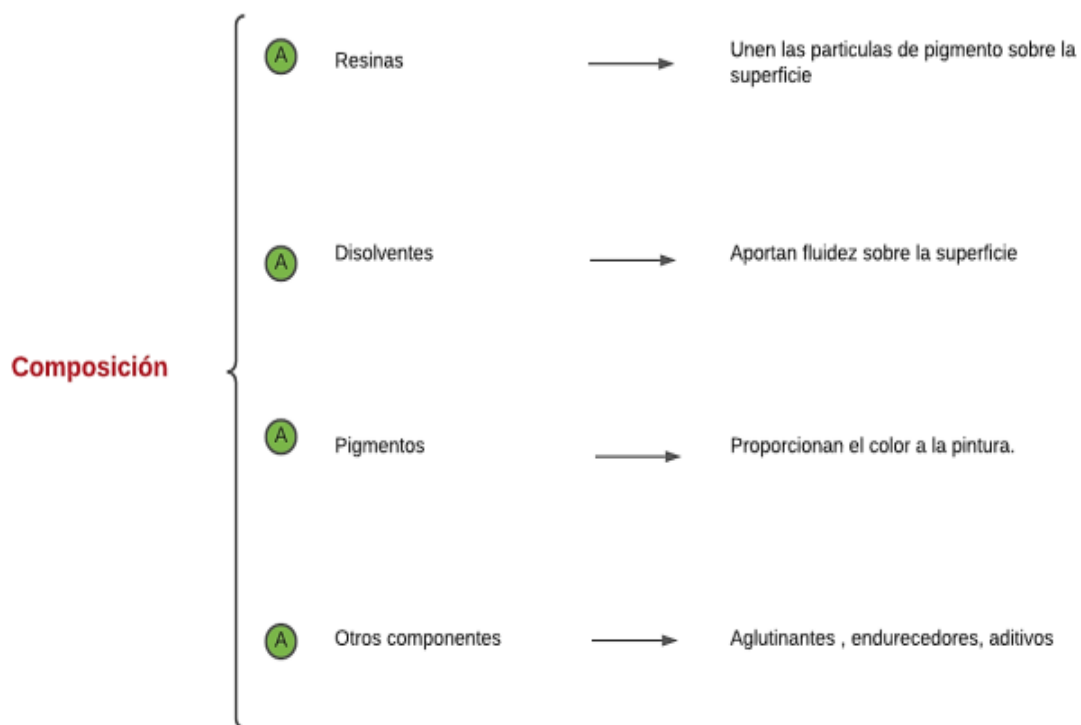 A
Resinas
Unen las particulas de pigmento sobre la
superficie
A
Disolventes
Aportan fluidez sobre la superficie
Composición
A
Pigmentos
Proporcionan el color a la pintura.
A
Otros componentes
Aglutinantes , endurecedores, aditivos